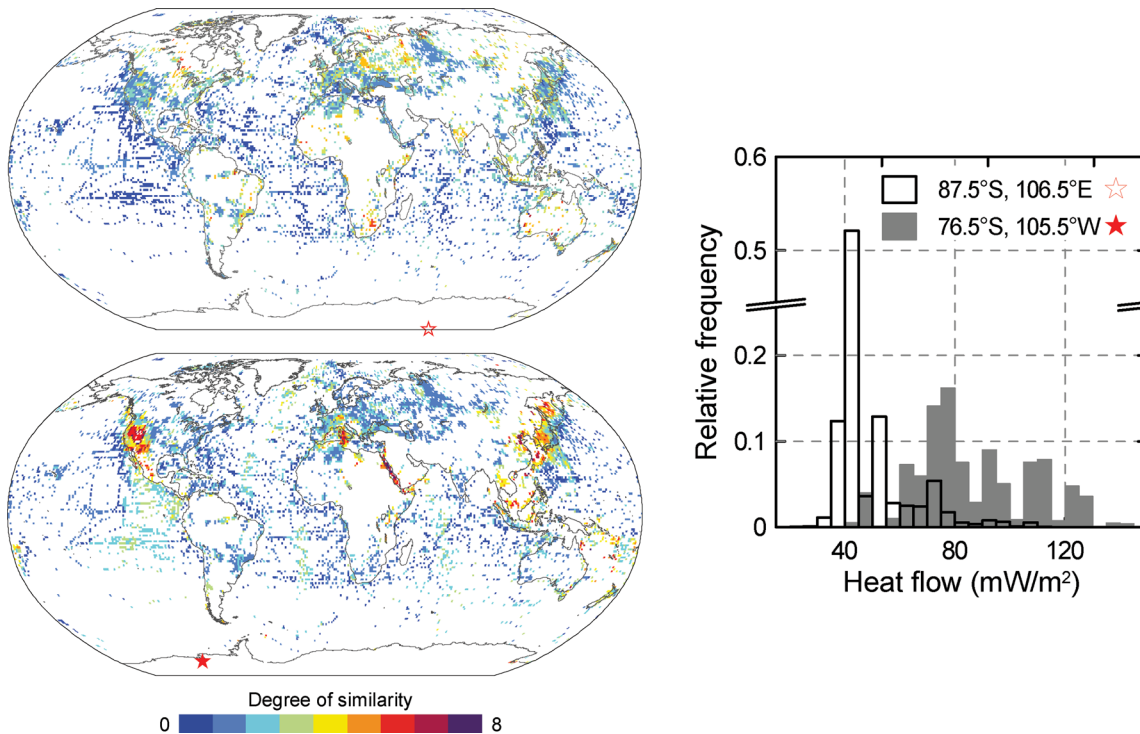 Degree of similarity
0 8
0.6
0.5
0.2
0.1
0
Relative frequency
87.5°S, 106.5°E
76.5°S, 105.5°W
40 80 120
Heat flow (mW/m²)